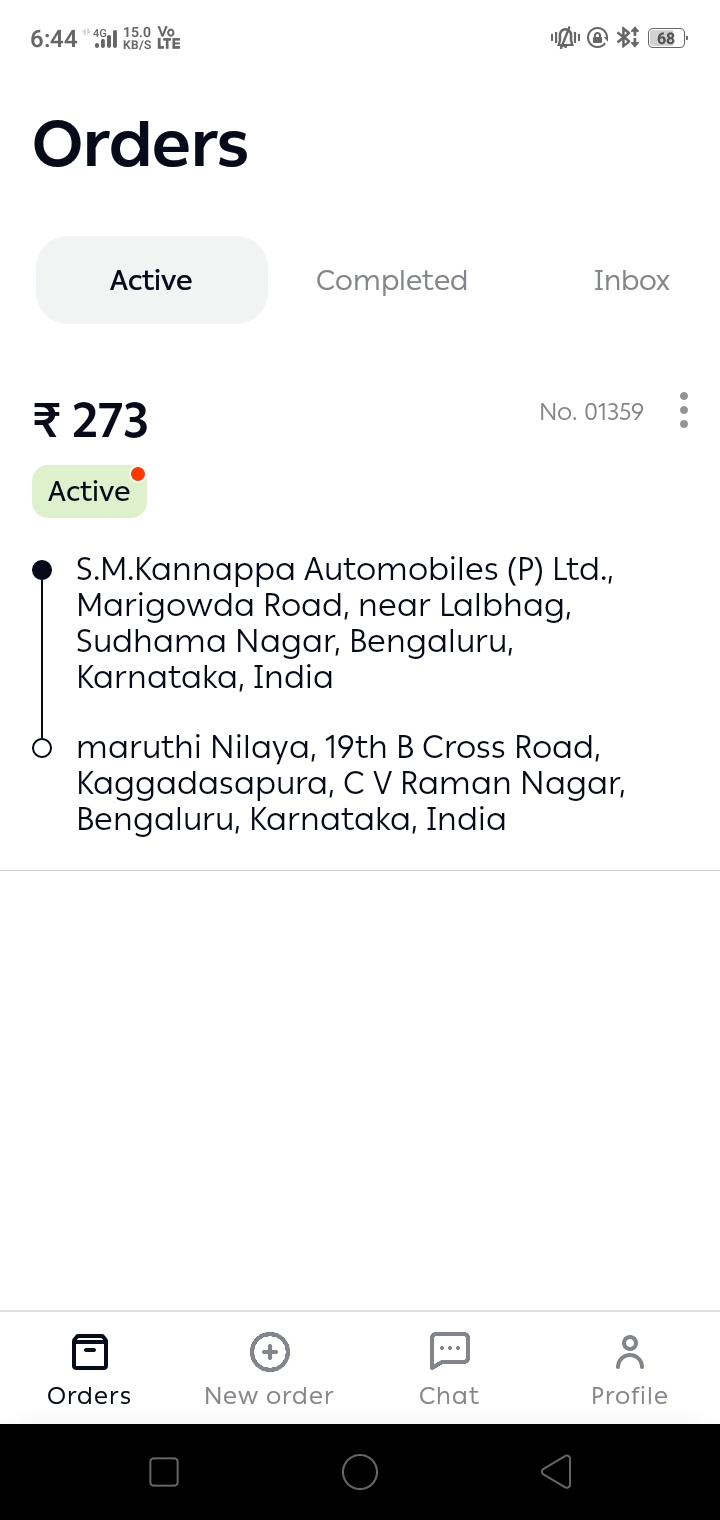 6:44 4G 15.0 KB/S Vo LTE 68
Orders
Active Completed Inbox
₹ 273 No. 01359
Active
S.M.Kannappa Automobiles (P) Ltd.,
Marigowda Road, near Lalbhag,
Sudhama Nagar, Bengaluru,
Karnataka, India
maruthi Nilaya, 19th B Cross Road,
Kaggadasapura, C V Raman Nagar,
Bengaluru, Karnataka, India
Orders New order Chat Profile